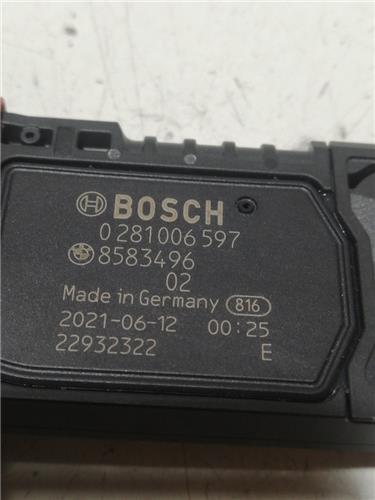 BOSCH
0 281 006 597
8583496
02
Made in Germany 816
2021-06-12 00:25
22932322 E